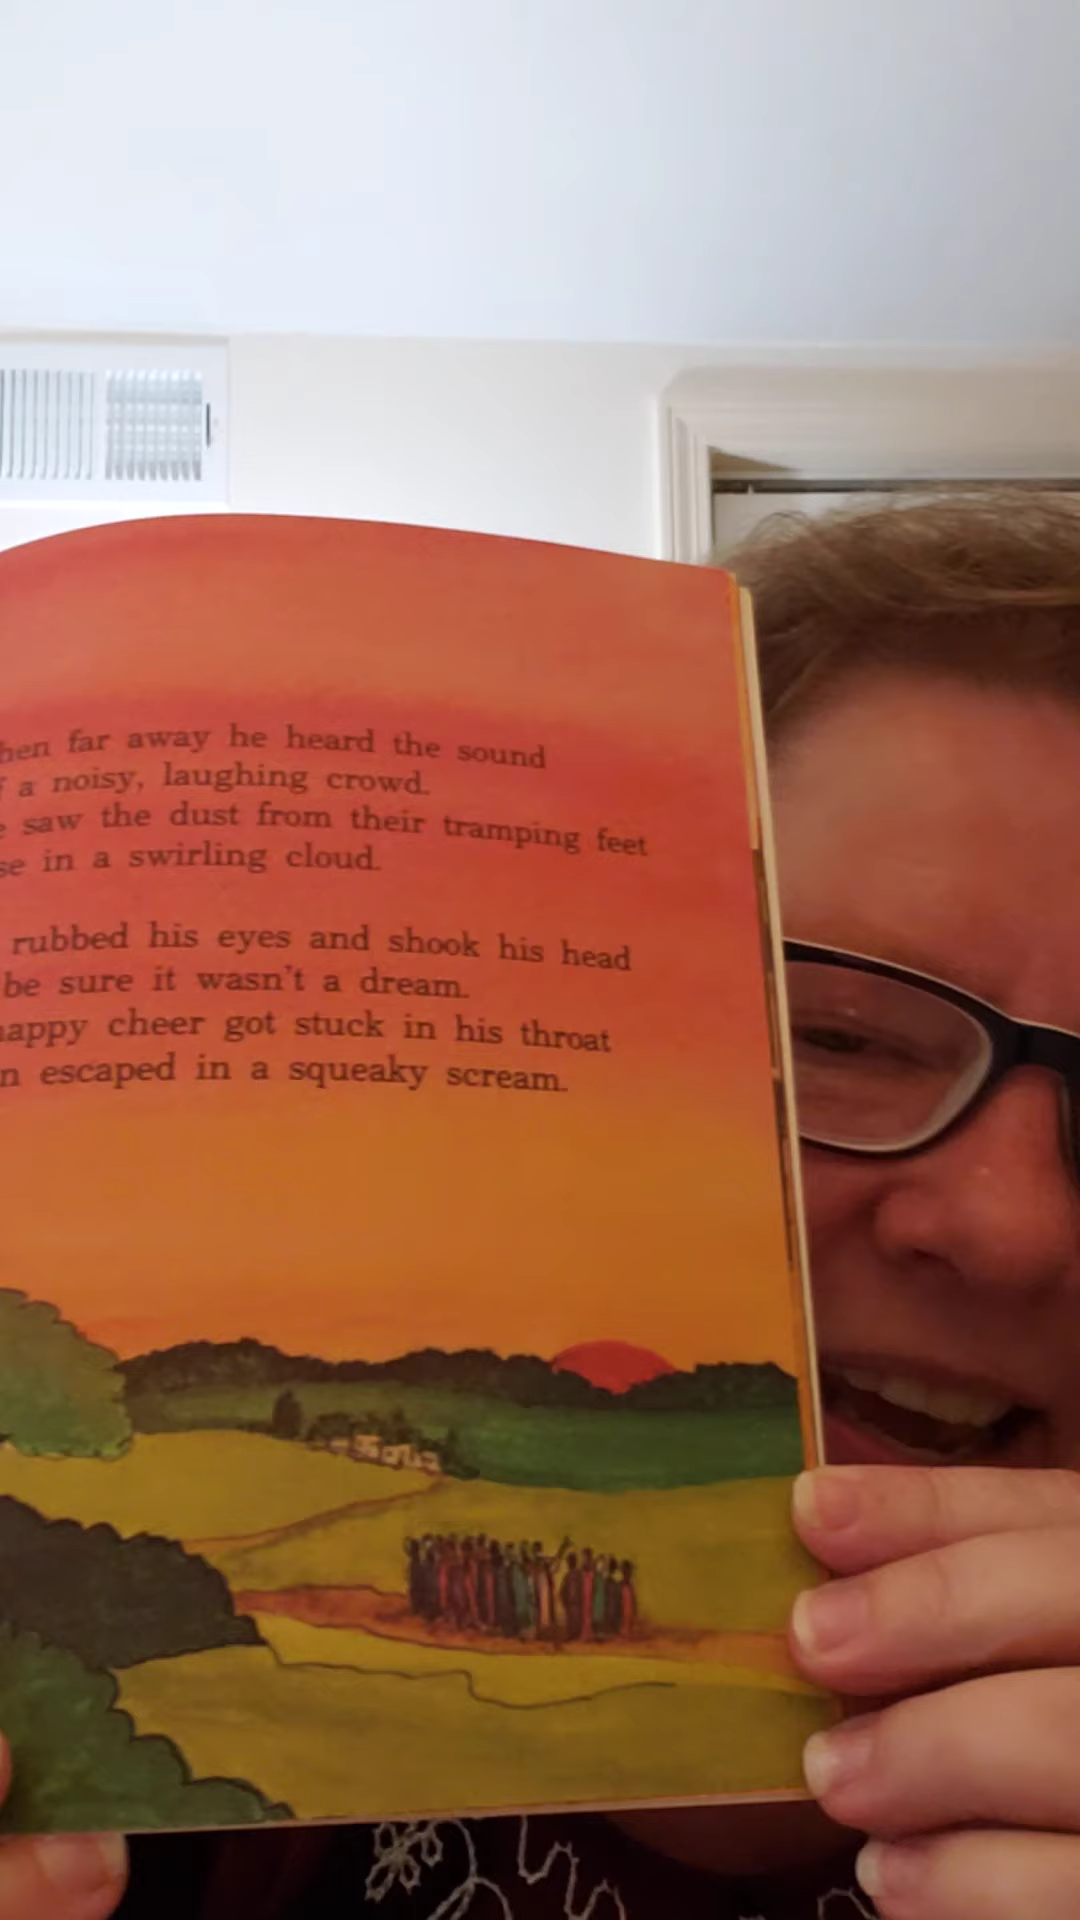 hen far away he heard the sound
f a noisy, laughing crowd.
e saw the dust from their tramping feet
se in a swirling cloud.
rubbed his eyes and shook his head
be sure it wasn't a dream.
happy cheer got stuck in his throat
n escaped in a squeaky scream.